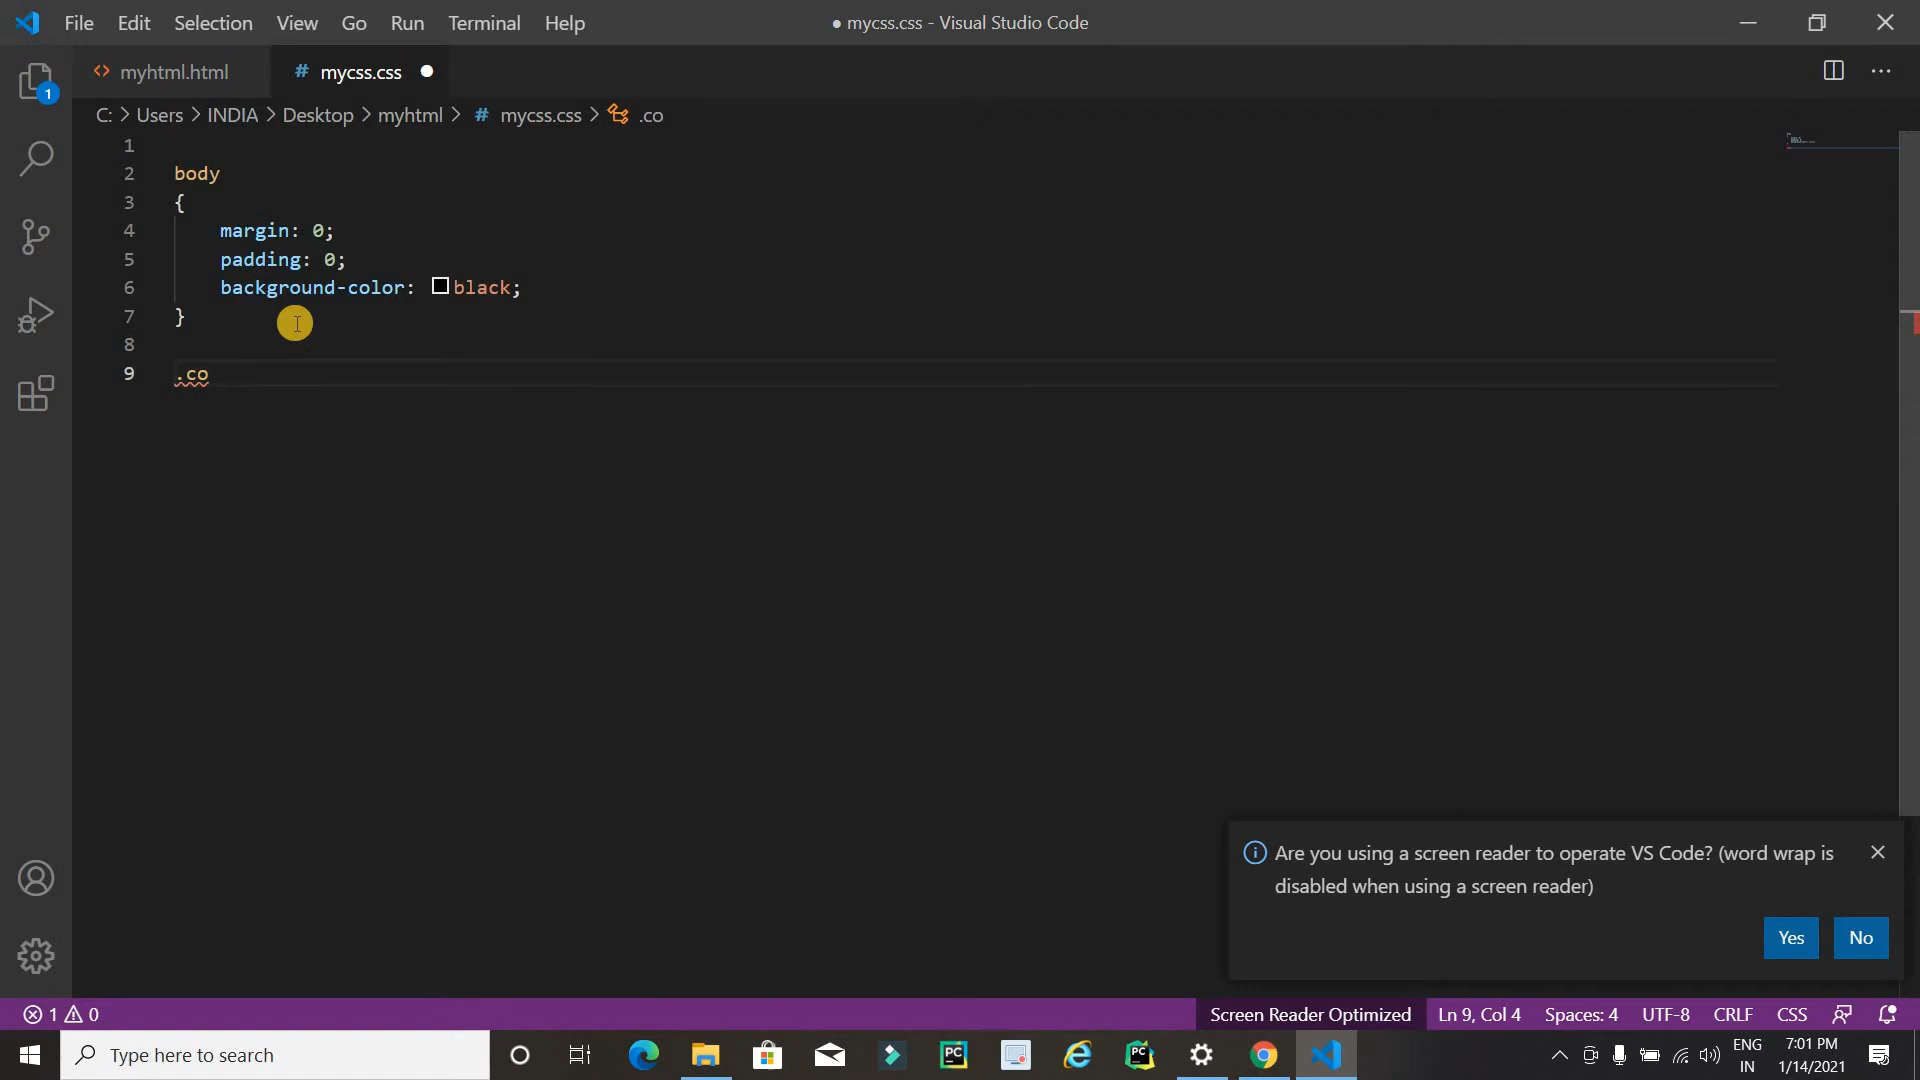 File Edit Selection View Go Run Terminal Help
● mycss.css - Visual Studio Code
1
myhtml.html
# mycss.css ●
C: > Users > INDIA > Desktop > myhtml > # mycss.css > .co
1
2 body
3 {
4 margin: 0;
5 padding: 0;
6 background-color: black;
7 }
8
9 .co
Are you using a screen reader to operate VS Code? (word wrap is
disabled when using a screen reader)
Yes No
1 0
Screen Reader Optimized Ln 9, Col 4 Spaces: 4 UTF-8 CRLF CSS
Type here to search
PC
PC
ENG
IN
7:01 PM
1/14/2021